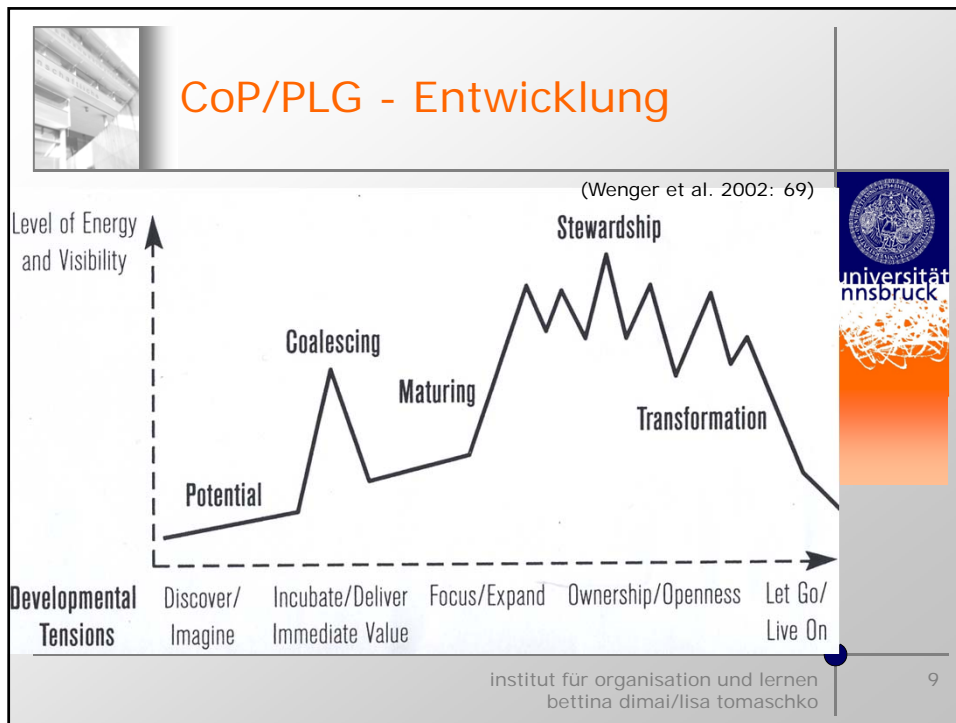 CoP/PLG - Entwicklung
(Wenger et al. 2002: 69)
Level of Energy
and Visibility
Stewardship
Coalescing
Maturing
Transformation
Potential
Developmental
Tensions
Discover/
Imagine
Incubate/Deliver
Immediate Value
Focus/Expand
Ownership/Openness
Let Go/
Live On
universität
innsbruck
institut für organisation und lernen
bettina dimai/lisa tomaschko
9